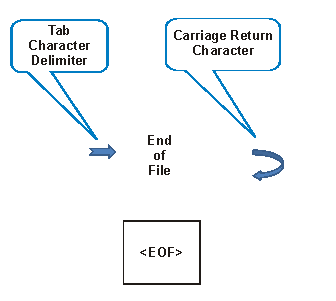 Tab
Character
Delimiter
Carriage Return
Character
End
of
File
<EOF>